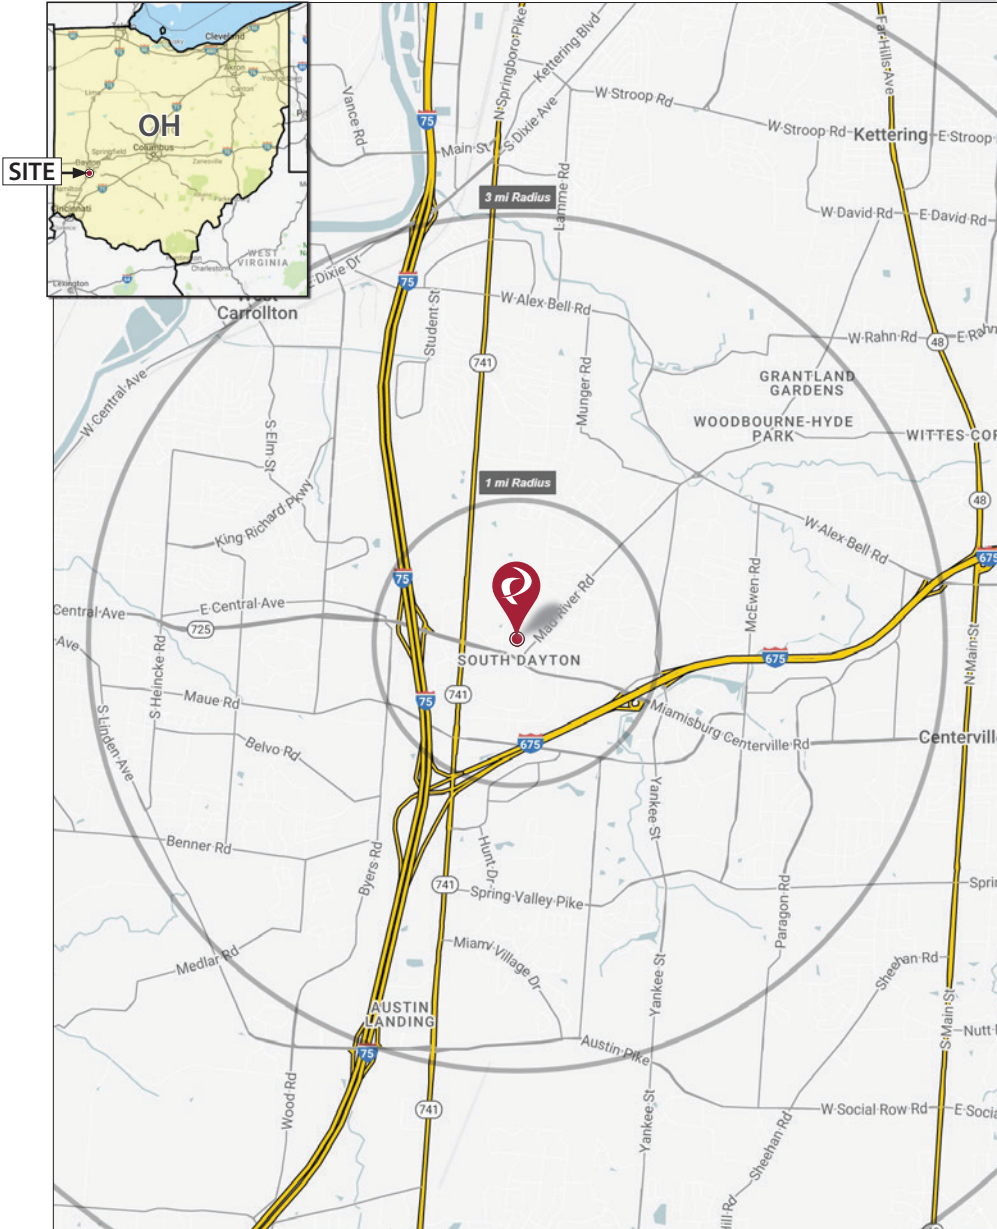 Cleveland
Akron
Canton
Lima
OH
Columbus
Springfield
Zanesville
Dayton
SITE
Hamilton
Cincinnati
WEST
VIRGINIA
Charleston
Lexington
75
Vance Rd
Main St
N Springboro Pike
Kettering Blvd
S Dixie Ave
W Stroop Rd
Far Hills Ave
W Stroop Rd
Kettering
E Stroop
3 mi Radius
Lamme Rd
W David Rd
E David Rd
E Dixie Dr
75
West
Carrollton
Student St
W Alex Bell Rd
W Rahn Rd
48
E Rahn
741
Munger Rd
GRANTLAND
GARDENS
W Central Ave
WOODBOURNE-HYDE
PARK
WITTES COR
S Elm St
1 mi Radius
48
King Richard Pkwy
W Alex Bell Rd
675
75
McEwen Rd
Mad River Rd
Central Ave
E Central Ave
725
Ave
SOUTH DAYTON
675
S Heincke Rd
N Main St
Maue Rd
75
741
S Linden Ave
Miamisburg Centerville Rd
Belvo Rd
675
Centerville
Yankee St
Benner Rd
Byers Rd
Hunt Dr
741
Spring Valley Pike
Spri
Paragon Rd
Medlar Rd
Miami Village Dr
Sheehan Rd
Yankee St
AUSTIN
LANDING
S Main St
Nutt
75
Austin Pike
Wood Rd
741
Yankee St
W Social Row Rd
E Socia
Sheehan Rd
ill Rd